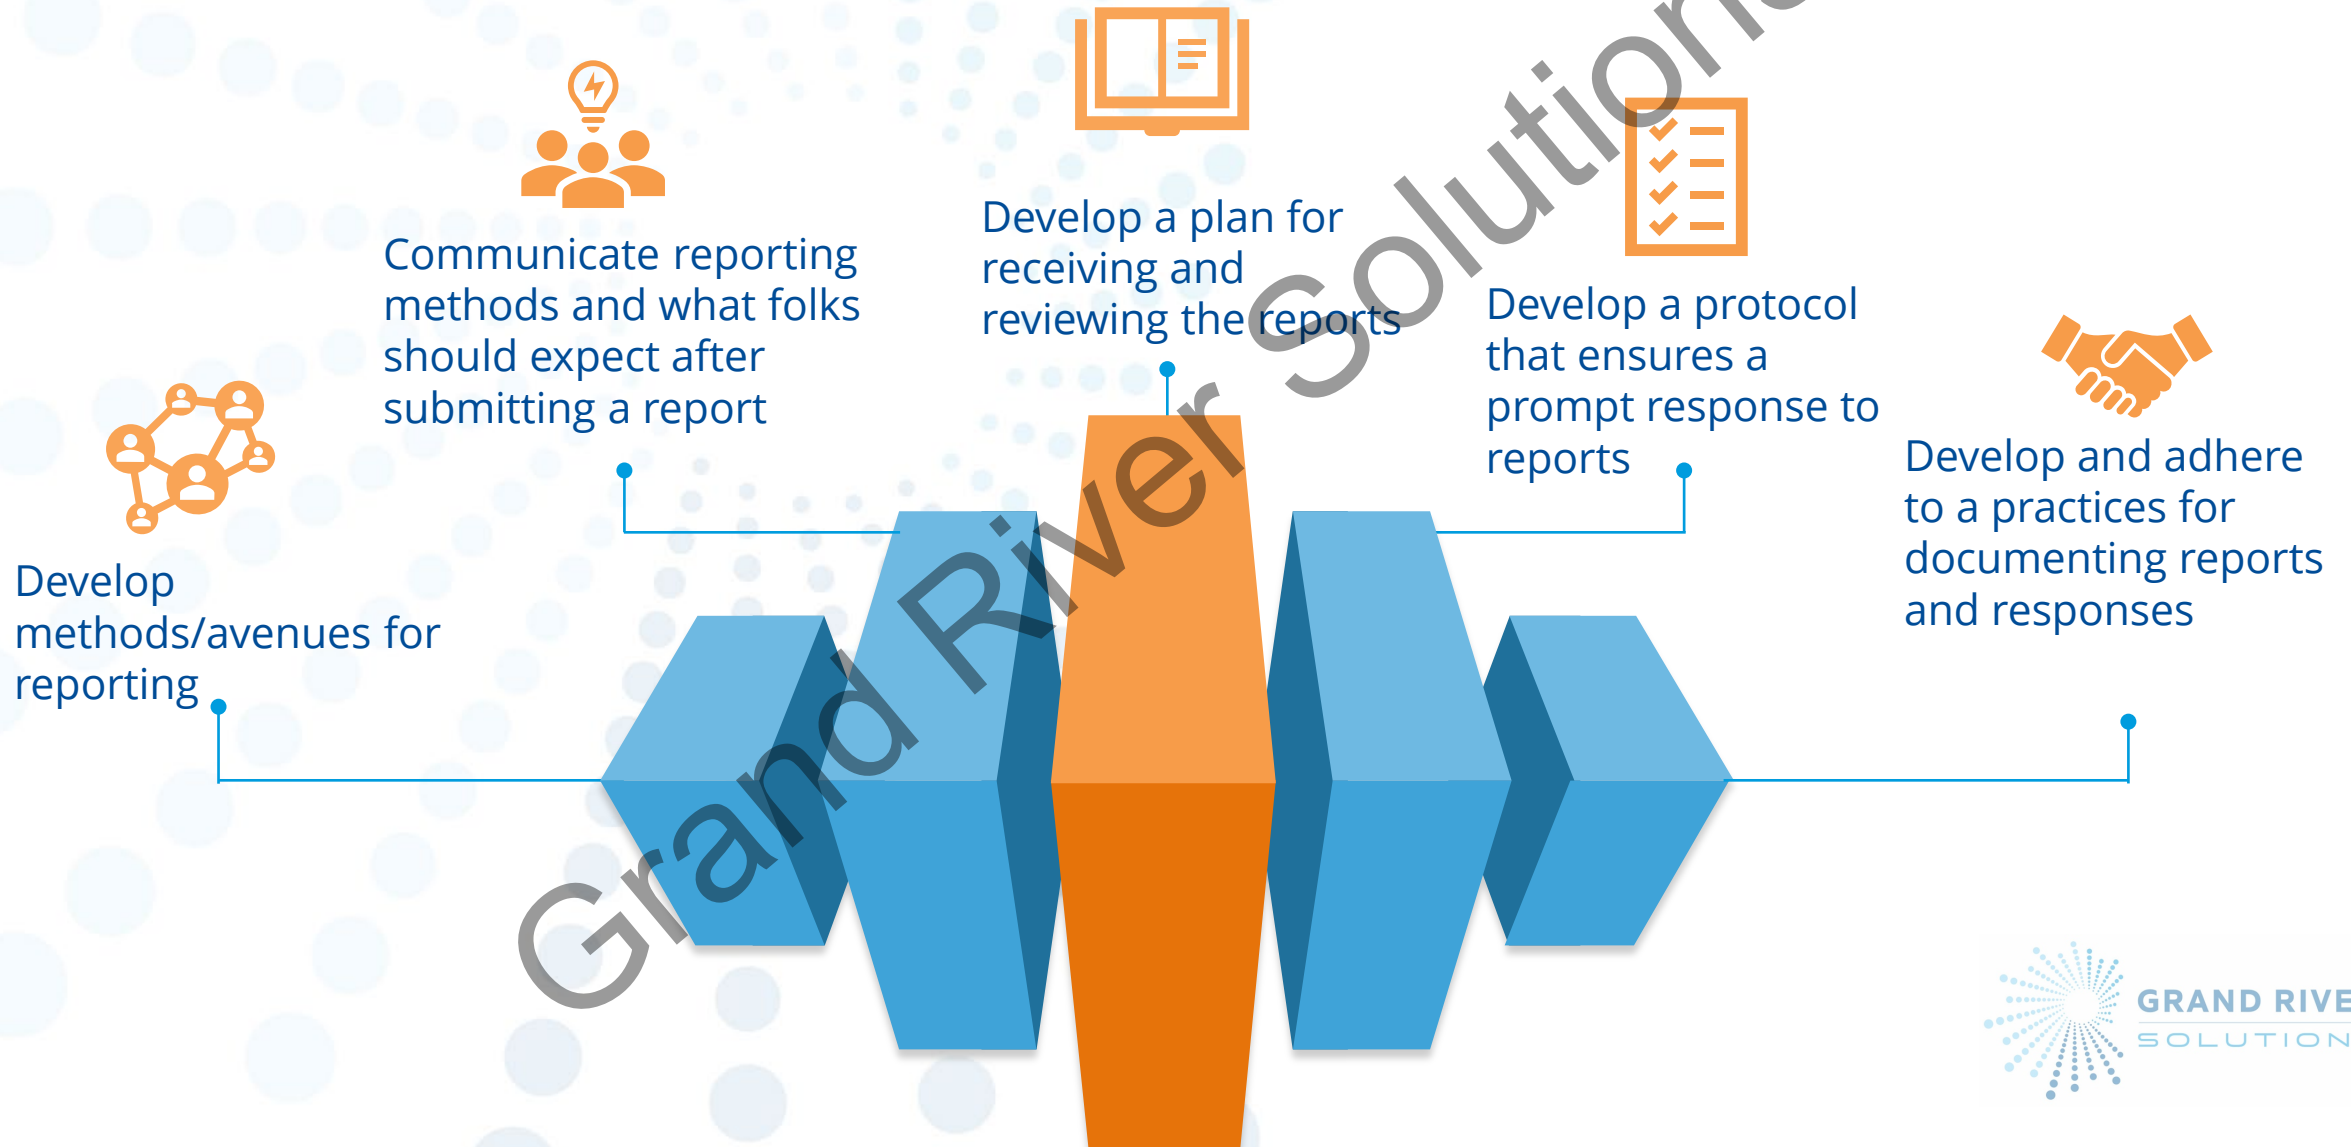 Develop
methods/avenues for
reporting
Communicate reporting
methods and what folks
should expect after
submitting a report
Develop a plan for
receiving and
reviewing the reports
Develop a protocol
that ensures a
prompt response to
reports
Develop and adhere
to a practices for
documenting reports
and responses
Grand River Solution
GRAND RIVE
SOLUTION